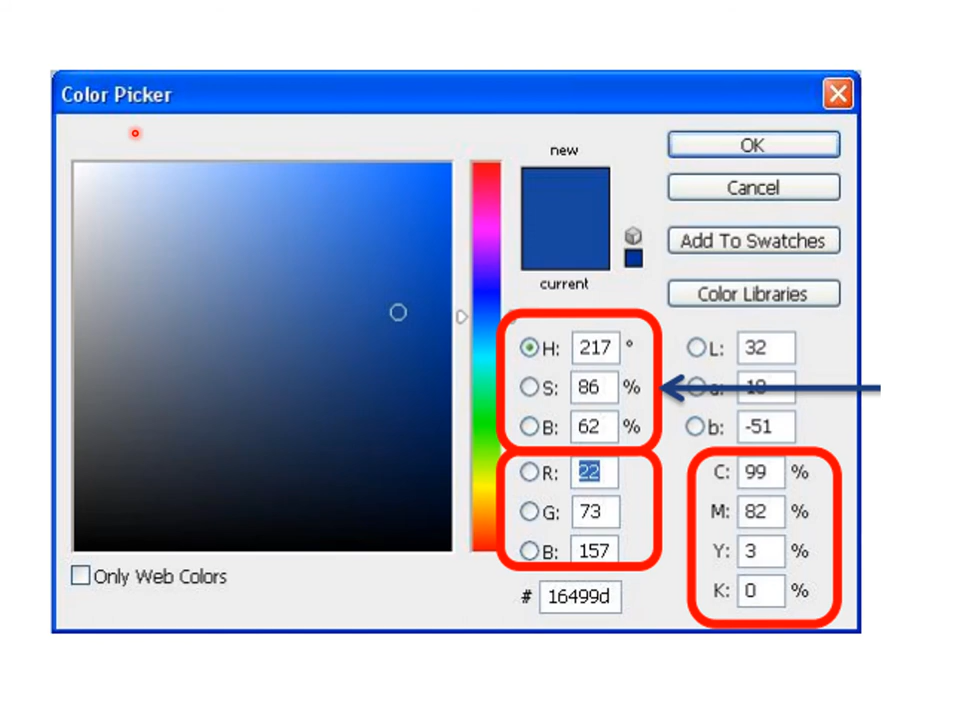 Color Picker
new
OK
Cancel
Add To Swatches
current
Color Libraries
H: 217 °
L: 32
S: 86 %
B: 62 %
b: -51
R: 22
C: 99 %
G: 73
M: 82 %
B: 157
Y: 3 %
Only Web Colors
# 16499d
K: 0 %